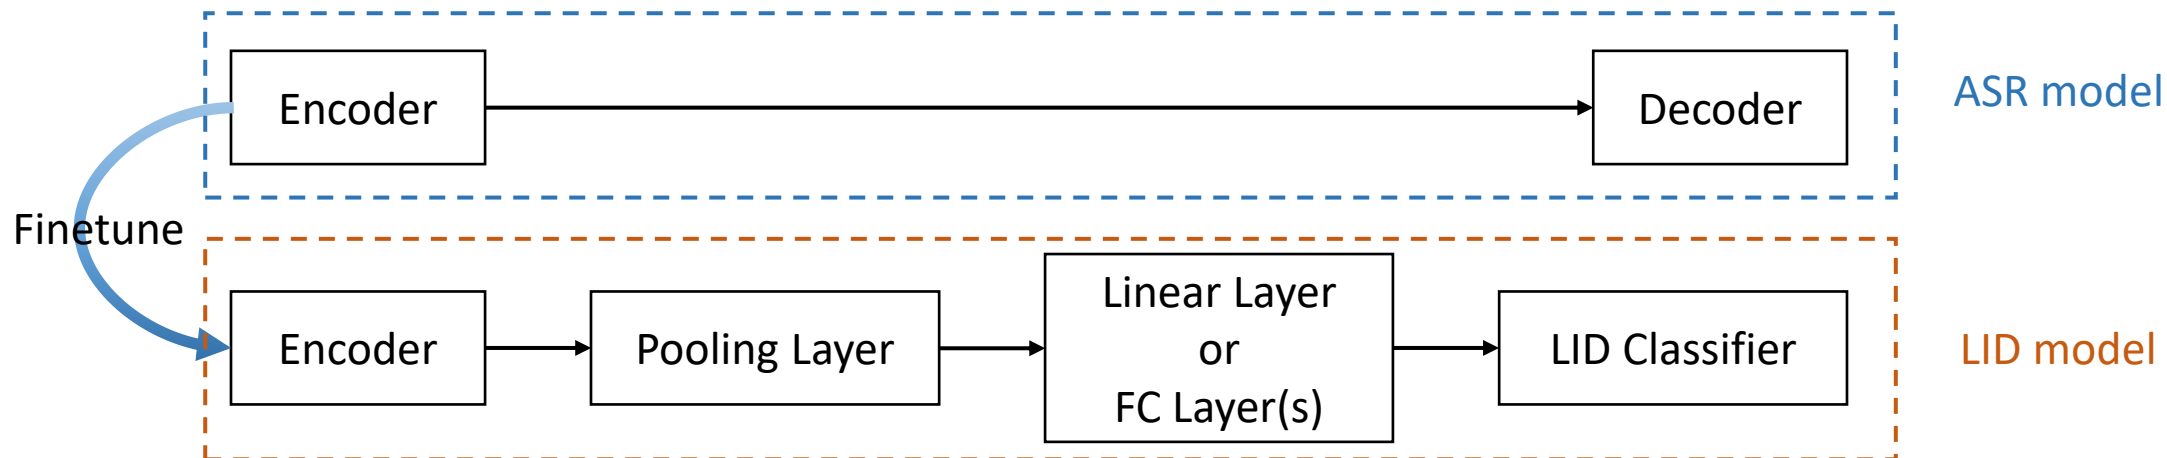 Encoder
Decoder
ASR model
Finetune
Encoder
Pooling Layer
Linear Layer
or
FC Layer(s)
LID Classifier
LID model